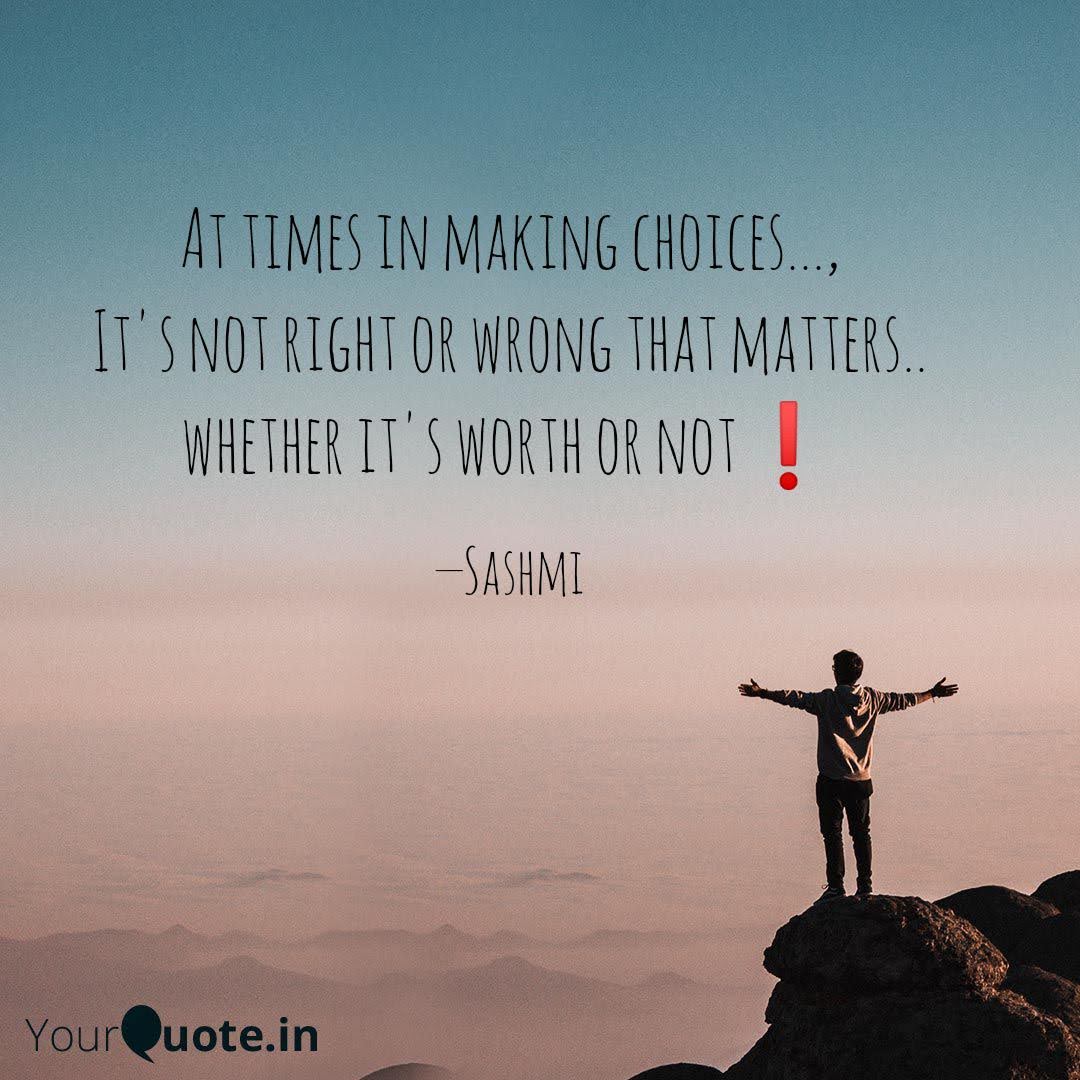 At times in making choices...,
It's not right or wrong that matters..
whether it's worth or not ❗
—Sashmi
YourQuote.in